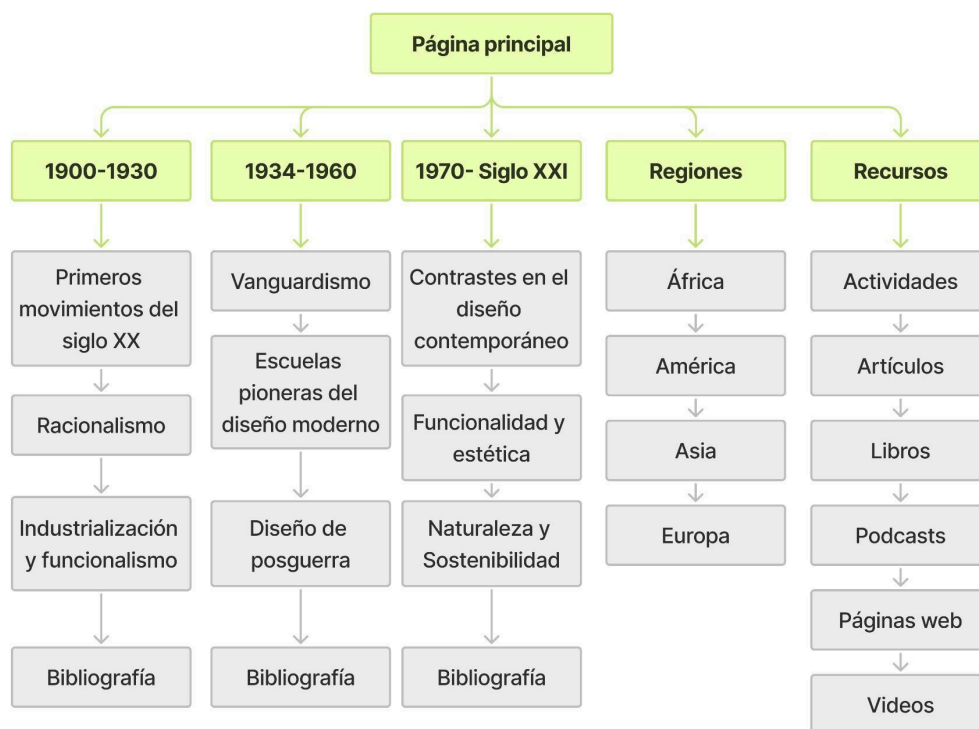 Página principal
1900-1930
1934-1960
1970- Siglo XXI
Regiones
Recursos
Primeros
movimientos del
siglo XX
Racionalismo
Industrialización
y funcionalismo
Bibliografía
Vanguardismo
Escuelas
pioneras del
diseño moderno
Diseño de
posguerra
Bibliografía
Contrastes en el
diseño
contemporáneo
Funcionalidad y
estética
Naturaleza y
Sostenibilidad
Bibliografía
África
América
Asia
Europa
Actividades
Artículos
Libros
Podcasts
Páginas web
Videos